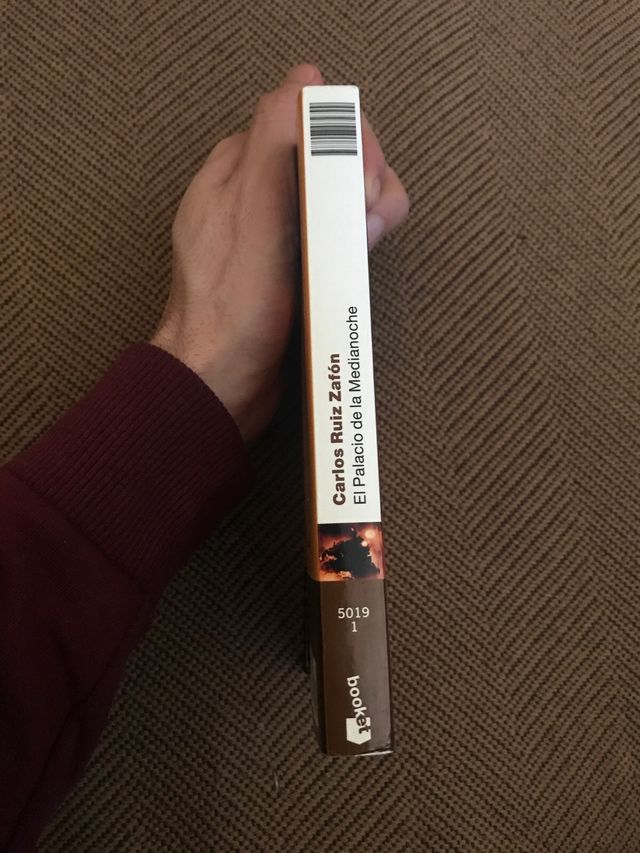 Carlos Ruiz Zafón
El Palacio de la Medianoche
5019
1
booket